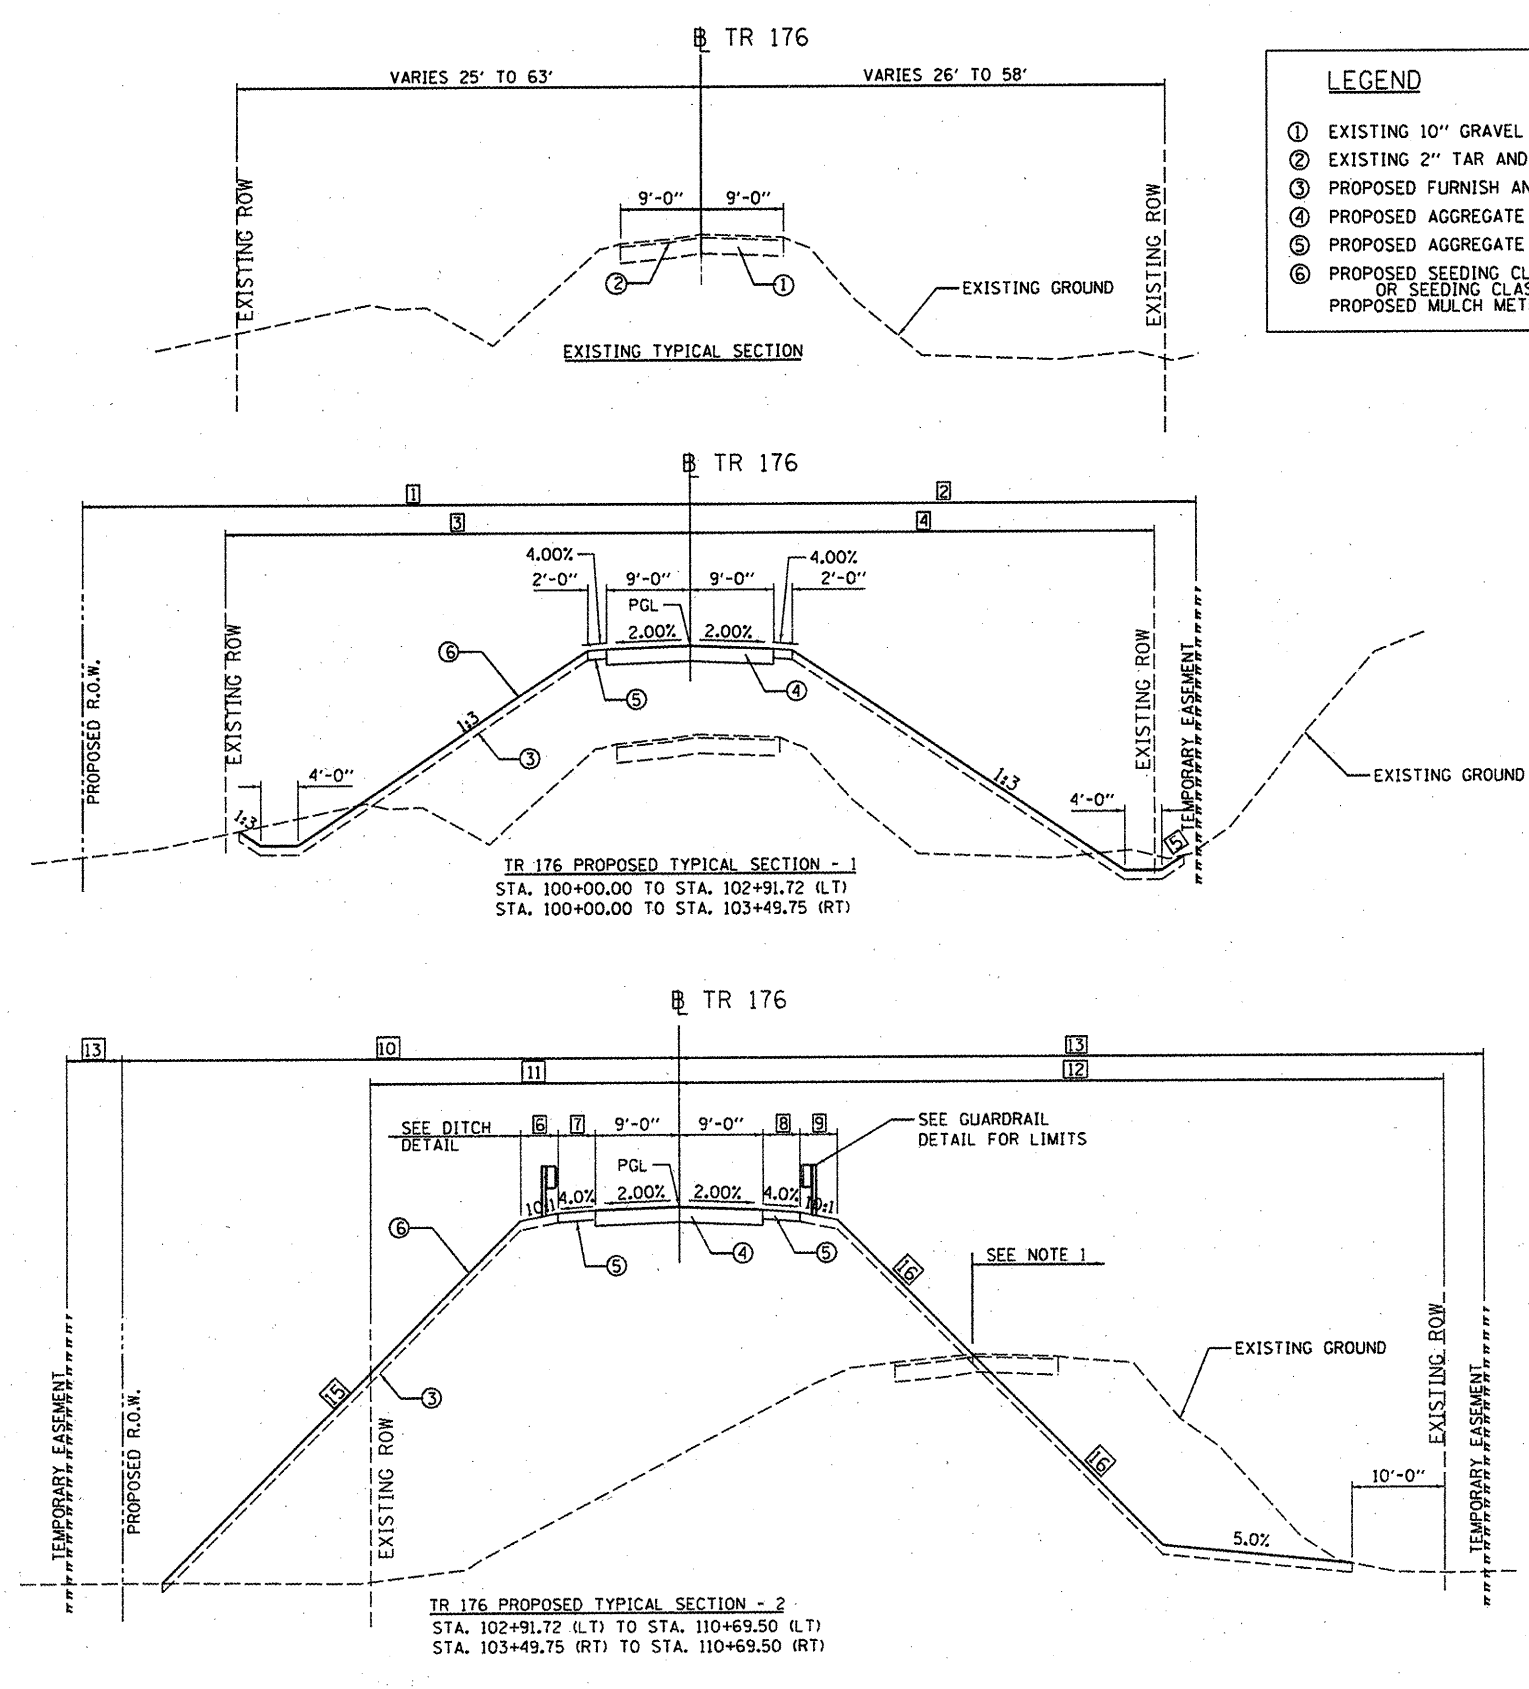 ℄ TR 176
VARIES 25' TO 63'
VARIES 26' TO 58'
EXISTING ROW
9'-0"
9'-0"
EXISTING ROW
②
①
EXISTING GROUND
EXISTING TYPICAL SECTION
LEGEND
① EXISTING 10" GRAVEL
② EXISTING 2" TAR AND
③ PROPOSED FURNISH AN
④ PROPOSED AGGREGATE
⑤ PROPOSED AGGREGATE
⑥ PROPOSED SEEDING CL
OR SEEDING CLAS
PROPOSED MULCH MET
℄ TR 176
1
2
3
4
4.00%
4.00%
2'-0"
9'-0"
9'-0"
2'-0"
PGL
2.00%
2.00%
⑥
⑤
④
1:3
③
1:3
PROPOSED R.O.W.
EXISTING ROW
EXISTING ROW
TEMPORARY EASEMENT
4'-0"
1:3
4'-0"
5
EXISTING GROUND
TR 176 PROPOSED TYPICAL SECTION - 1
STA. 100+00.00 TO STA. 102+91.72 (LT)
STA. 100+00.00 TO STA. 103+49.75 (RT)
℄ TR 176
13
10
13
11
12
SEE DITCH
DETAIL
6
7
9'-0"
9'-0"
8
9
SEE GUARDRAIL
DETAIL FOR LIMITS
PGL
10:1
4.0%
2.00%
2.00%
4.0%
10:1
⑥
⑤
④
⑤
16
SEE NOTE 1
EXISTING GROUND
15
③
16
TEMPORARY EASEMENT
PROPOSED R.O.W.
EXISTING ROW
EXISTING ROW
TEMPORARY EASEMENT
10'-0"
5.0%
TR 176 PROPOSED TYPICAL SECTION - 2
STA. 102+91.72 (LT) TO STA. 110+69.50 (LT)
STA. 103+49.75 (RT) TO STA. 110+69.50 (RT)